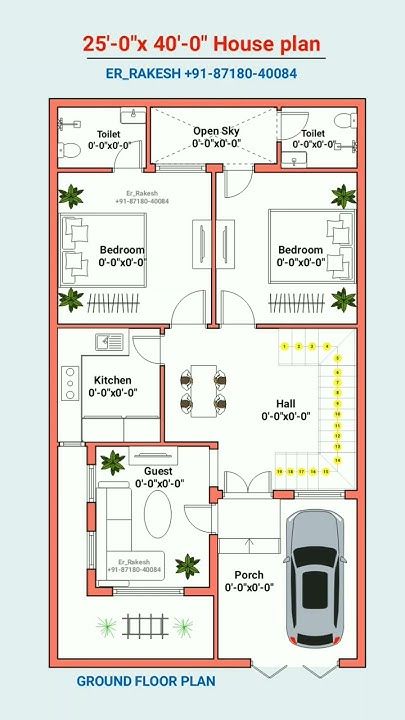 25'-0"x 40'-0" House plan
ER_RAKESH +91-87180-40084
Toilet
0'-0"x0'-0"
Open Sky
0'-0"x0'-0"
Toilet
0'-0"x0'-0"
Er_Rakesh
+91-87180-40084
Bedroom
0'-0"x0'-0"
Bedroom
0'-0"x0'-0"
Kitchen
0'-0"x0'-0"
Hall
0'-0"x0'-0"
1 2 3 4
5
6
7
8
9
10
11
12
13
14
19 18 17 16 15
Guest
0'-0"x0'-0"
Er_Rakesh
+91-87180-40084
Porch
0'-0"x0'-0"
GROUND FLOOR PLAN